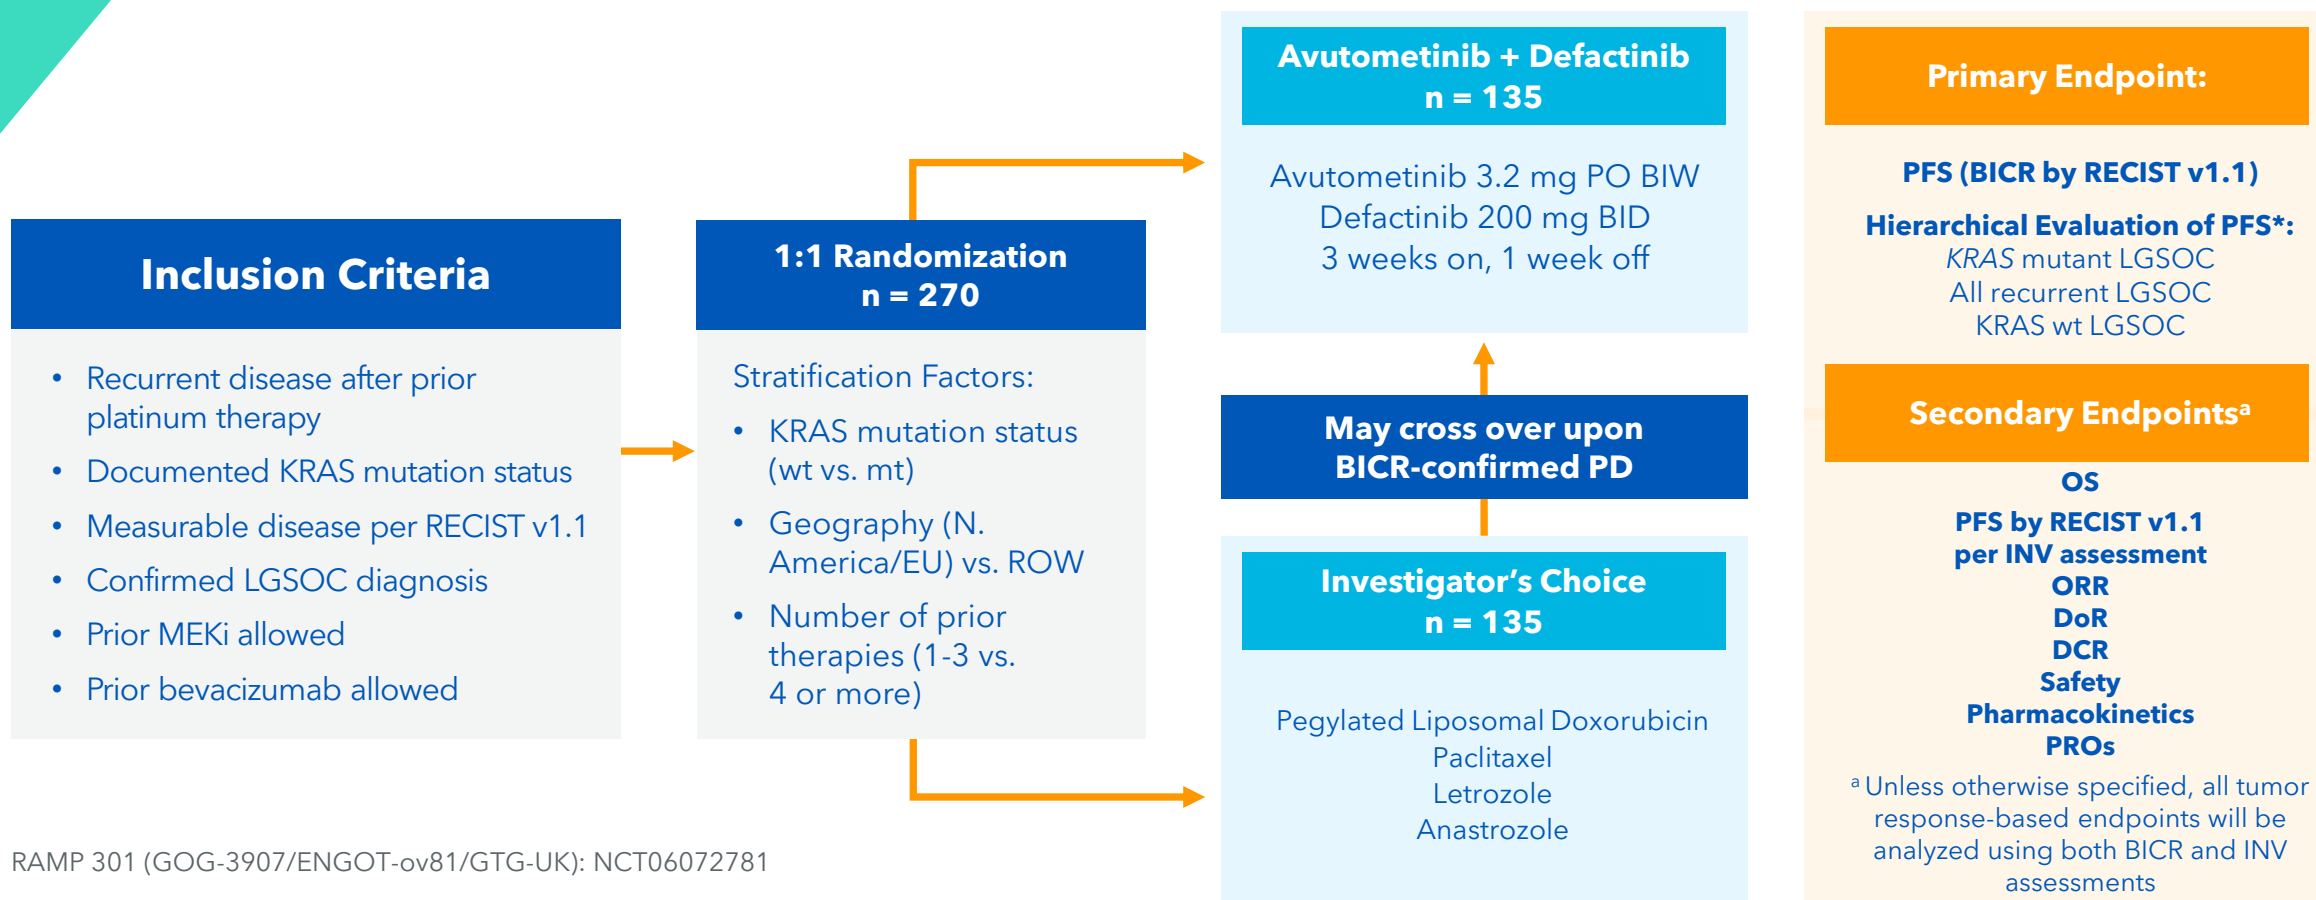 Inclusion Criteria
• Recurrent disease after prior
platinum therapy
• Documented KRAS mutation status
• Measurable disease per RECIST v1.1
• Confirmed LGSOC diagnosis
• Prior MEKi allowed
• Prior bevacizumab allowed
1:1 Randomization
n = 270
Stratification Factors:
• KRAS mutation status
(wt vs. mt)
• Geography (N.
America/EU) vs. ROW
• Number of prior
therapies (1-3 vs.
4 or more)
Avutometinib + Defactinib
n = 135
Avutometinib 3.2 mg PO BIW
Defactinib 200 mg BID
3 weeks on, 1 week off
May cross over upon
BICR-confirmed PD
Investigator’s Choice
n = 135
Pegylated Liposomal Doxorubicin
Paclitaxel
Letrozole
Anastrozole
Primary Endpoint:
PFS (BICR by RECIST v1.1)
Hierarchical Evaluation of PFS*:
KRAS mutant LGSOC
All recurrent LGSOC
KRAS wt LGSOC
Secondary Endpointsᵃ
OS
PFS by RECIST v1.1
per INV assessment
ORR
DoR
DCR
Safety
Pharmacokinetics
PROs
ᵃ Unless otherwise specified, all tumor
response-based endpoints will be
analyzed using both BICR and INV
assessments
RAMP 301 (GOG-3907/ENGOT-ov81/GTG-UK): NCT06072781